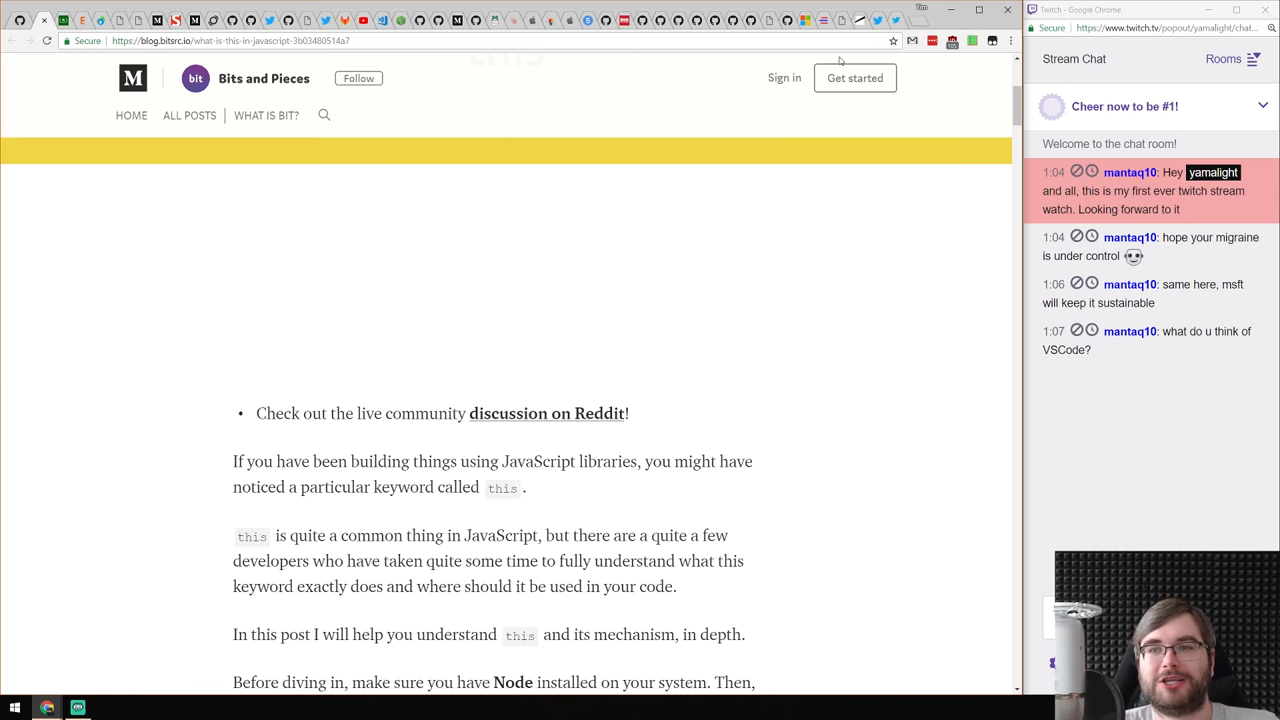 Twitch - Google Chrome
Secure
https://blog.bitsrc.io/what-is-this-in-javascript-3b03480514a7
105
Secure
https://www.twitch.tv/popout/yamalight/chat...
M
bit
Bits and Pieces
Follow
Sign in
Get started
HOME
ALL POSTS
WHAT IS BIT?
Stream Chat
Rooms
Cheer now to be #1!
Welcome to the chat room!
1:04 mantaq10: Hey yamalight
and all, this is my first ever twitch stream
watch. Looking forward to it
1:04 mantaq10: hope your migraine
is under control
1:06 mantaq10: same here, msft
will keep it sustainable
1:07 mantaq10: what do u think of
VSCode?
• Check out the live community discussion on Reddit!
If you have been building things using JavaScript libraries, you might have
noticed a particular keyword called this.
this is quite a common thing in JavaScript, but there are a quite a few
developers who have taken quite some time to fully understand what this
keyword exactly does and where should it be used in your code.
In this post I will help you understand this and its mechanism, in depth.
Before diving in, make sure you have Node installed on your system. Then,